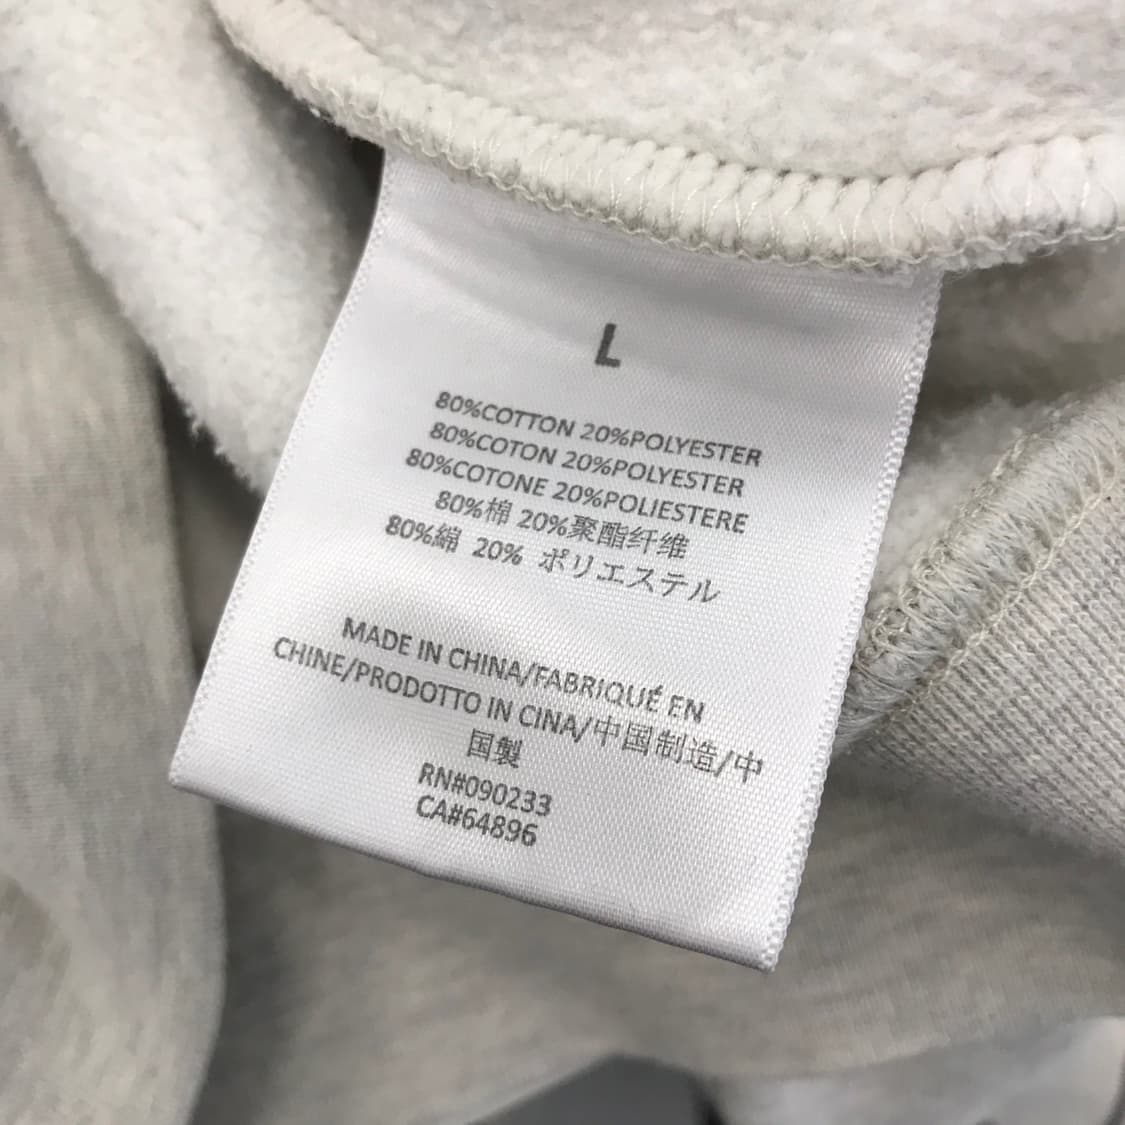 L
80%COTTON 20%POLYESTER
80%COTON 20%POLYESTER
80%COTONE 20%POLIESTERE
80%棉 20%聚酯纤维
80%綿 20% ポリエステル
MADE IN CHINA/FABRIQUÉ EN
CHINE/PRODOTTO IN CINA/中国制造/中
国製
RN#090233
CA#64896